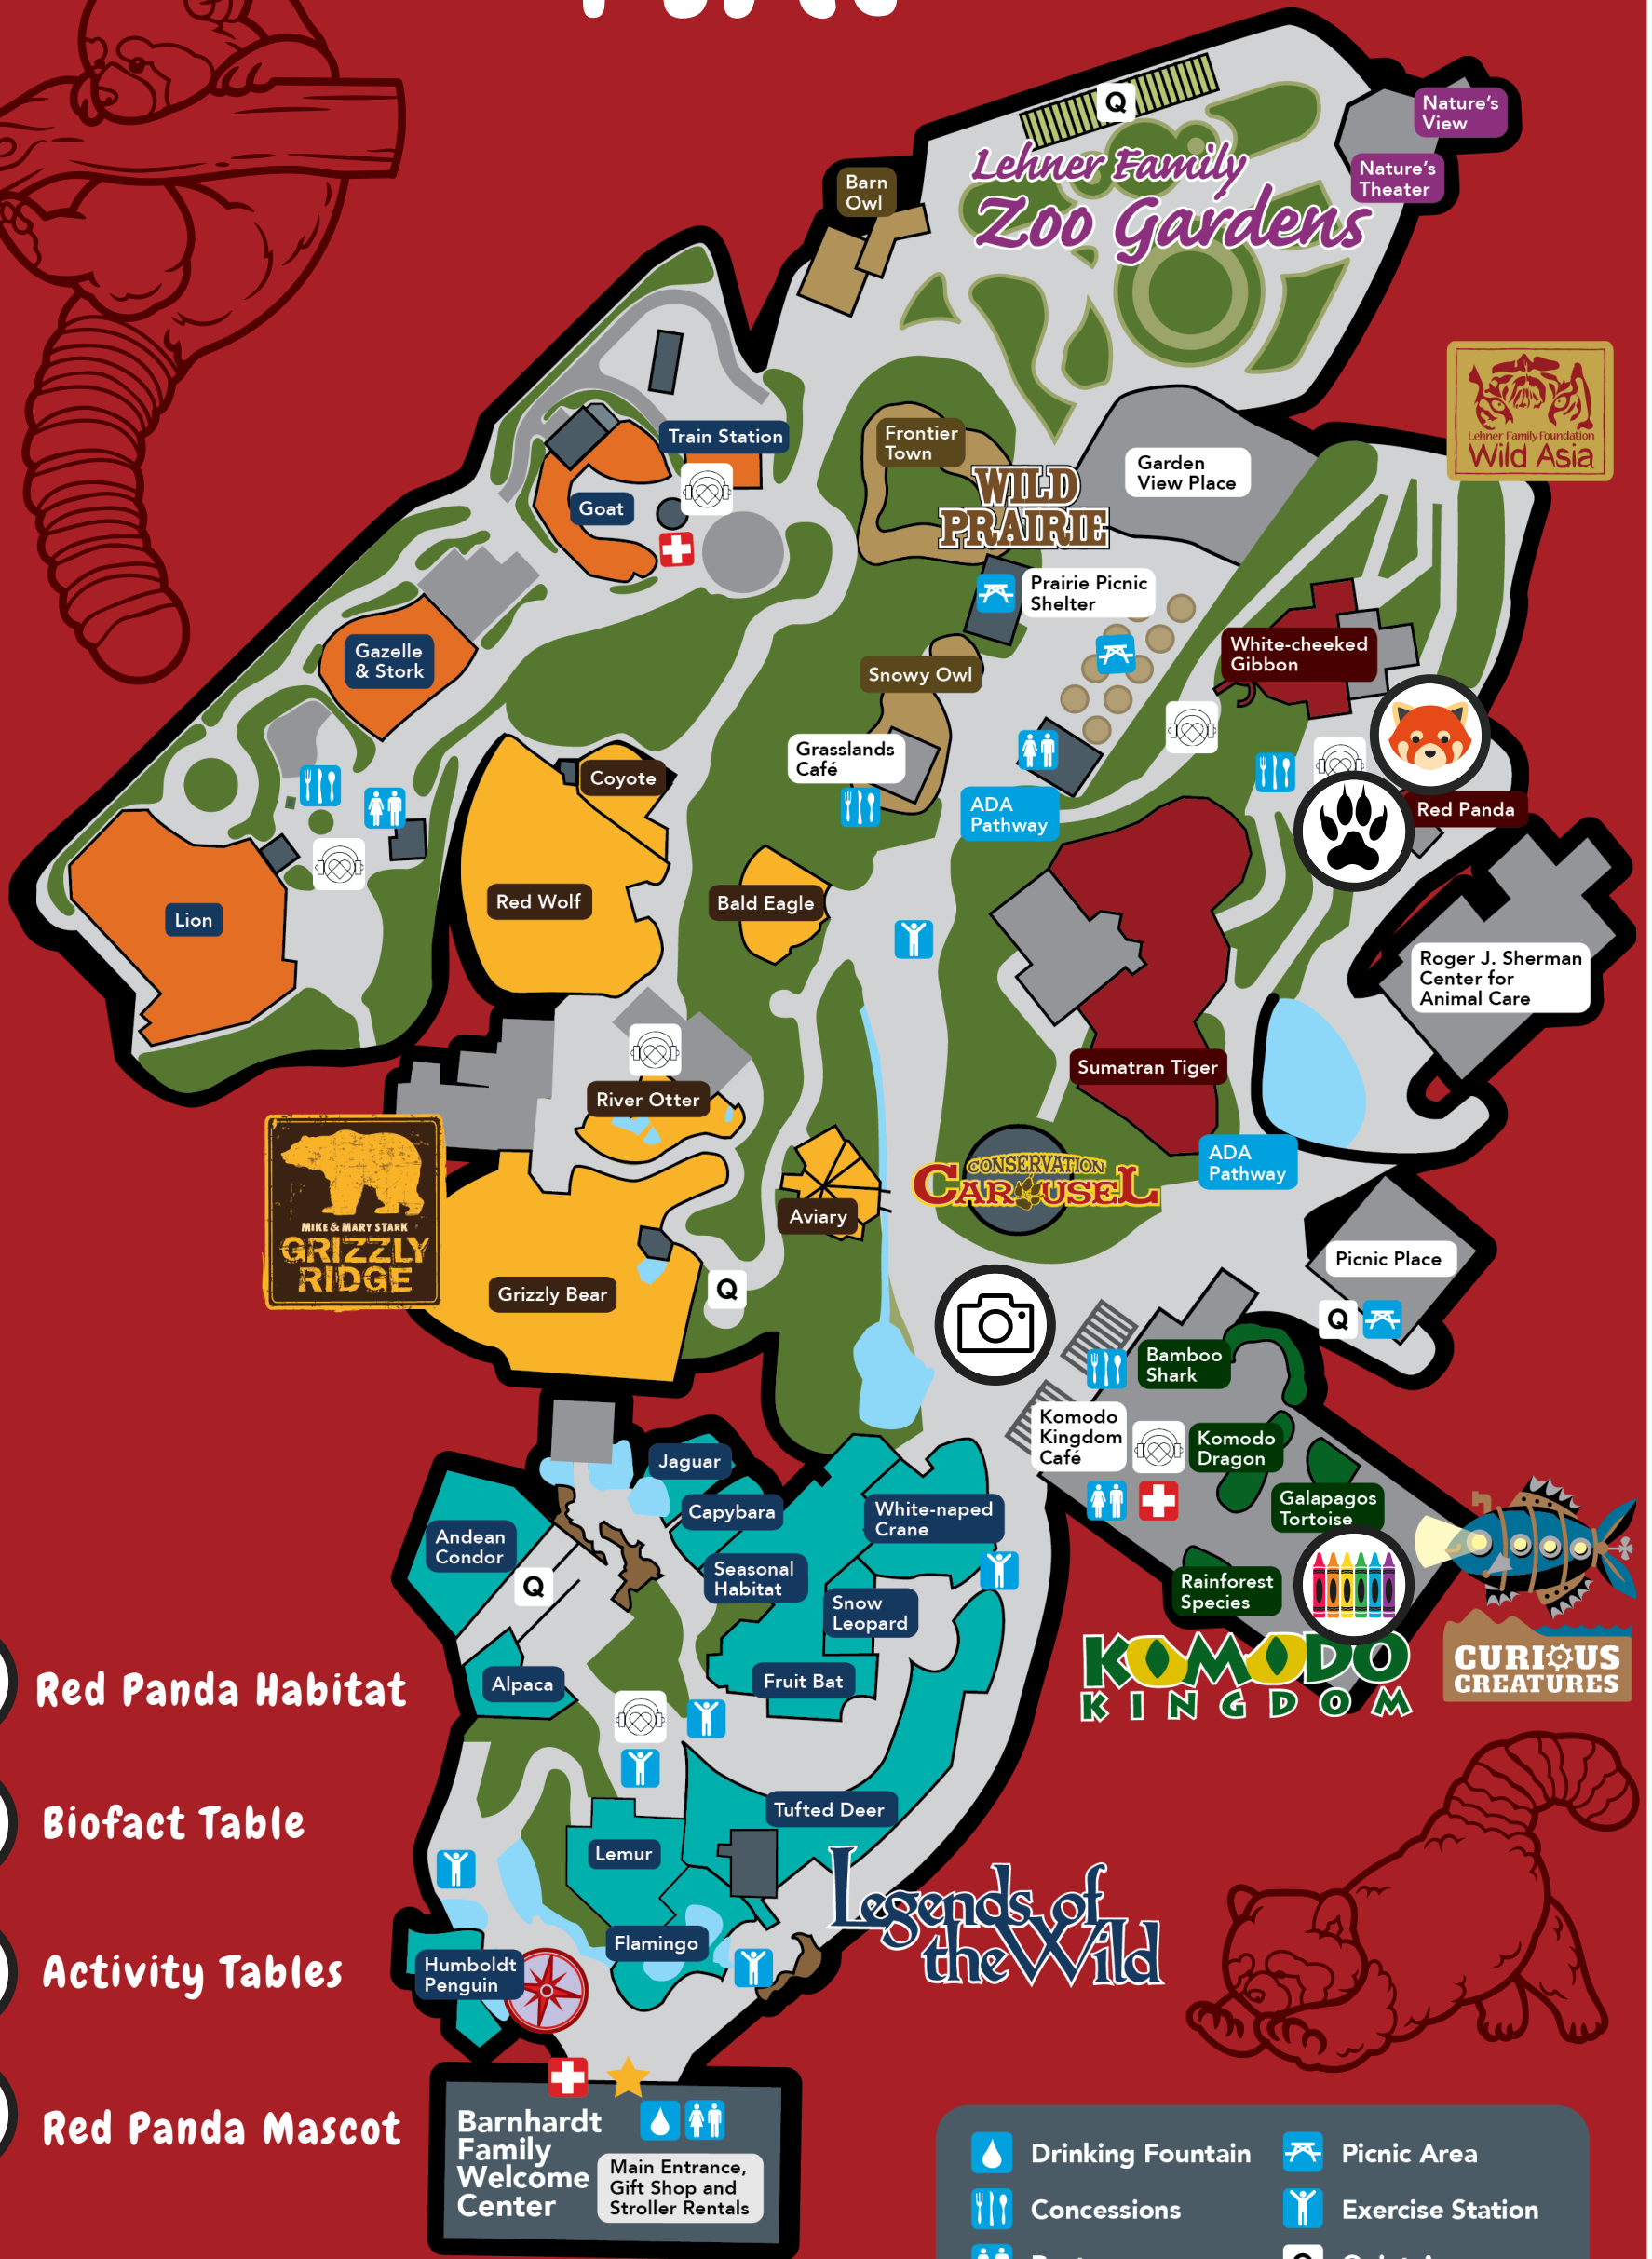 Q
Nature's
View
Lehner Family
Zoo Gardens
Nature's
Theater
Barn
Owl
Lehner Family Foundation
Wild Asia
Train Station
Frontier
Town
WILD
PRAIRIE
Garden
View Place
Goat
Prairie Picnic
Shelter
Gazelle
& Stork
White-cheeked
Gibbon
Snowy Owl
Grasslands
Café
Coyote
ADA
Pathway
Red Panda
Red Wolf
Bald Eagle
Lion
Roger J. Sherman
Center for
Animal Care
Sumatran Tiger
River Otter
MIKE & MARY STARK
GRIZZLY
RIDGE
CONSERVATION
CAROUSEL
ADA
Pathway
Aviary
Picnic Place
Grizzly Bear
Q
Q
Bamboo
Shark
Komodo
Kingdom
Café
Komodo
Dragon
Jaguar
Capybara
White-naped
Crane
Galapagos
Tortoise
Andean
Condor
Q
Seasonal
Habitat
Snow
Leopard
Rainforest
Species
KOMODO
KINGDOM
CURIOUS
CREATURES
Alpaca
Fruit Bat
Red Panda Habitat
Tufted Deer
Biofact Table
Lemur
Legends of
the Wild
Flamingo
Humboldt
Penguin
Activity Tables
Red Panda Mascot
Barnhardt
Family
Welcome
Center
Main Entrance,
Gift Shop and
Stroller Rentals
Drinking Fountain
Picnic Area
Concessions
Exercise Station